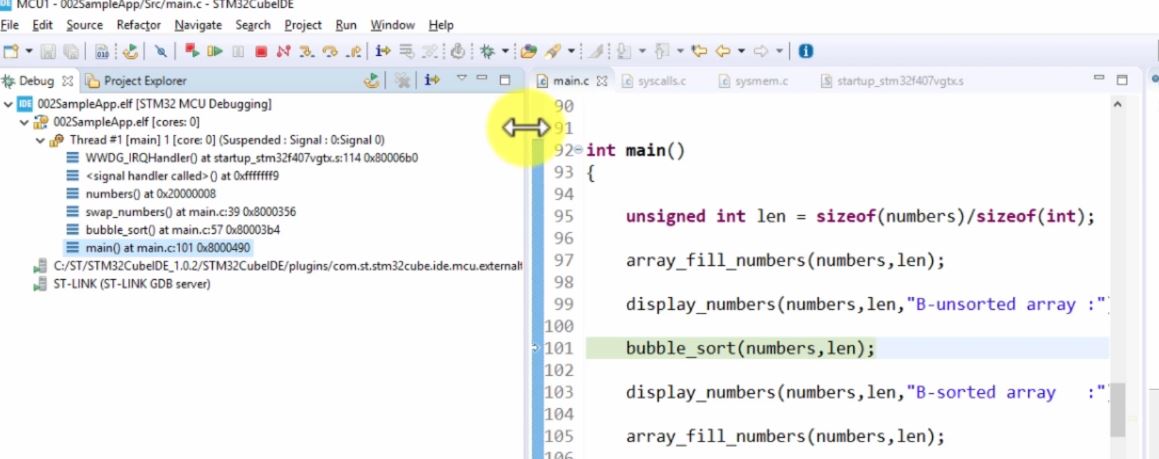 MCU1 - 002SampleApp/Src/main.c - STM32CubeIDE
File Edit Source Refactor Navigate Search Project Run Window Help
Debug Project Explorer
002SampleApp.elf [STM32 MCU Debugging]
002SampleApp.elf [cores: 0]
Thread #1 [main] 1 [core: 0] (Suspended : Signal : 0:Signal 0)
WWDG_IRQHandler() at startup_stm32f407vgtx.s:114 0x80006b0
<signal handler called>() at 0xfffffff9
numbers() at 0x20000008
swap_numbers() at main.c:39 0x8000356
bubble_sort() at main.c:57 0x80003b4
main() at main.c:101 0x8000490
C:/ST/STM32CubeIDE_1.0.2/STM32CubeIDE/plugins/com.st.stm32cube.ide.mcu.externalt
ST-LINK (ST-LINK GDB server)
main.c syscalls.c sysmem.c startup_stm32f407vgtx.s
90
91
92 int main()
93 {
94
95 unsigned int len = sizeof(numbers)/sizeof(int);
96
97 array_fill_numbers(numbers,len);
98
99 display_numbers(numbers,len,"B-unsorted array :"
100
101 bubble_sort(numbers,len);
102
103 display_numbers(numbers,len,"B-sorted array   :"
104
105 array_fill_numbers(numbers,len);
106